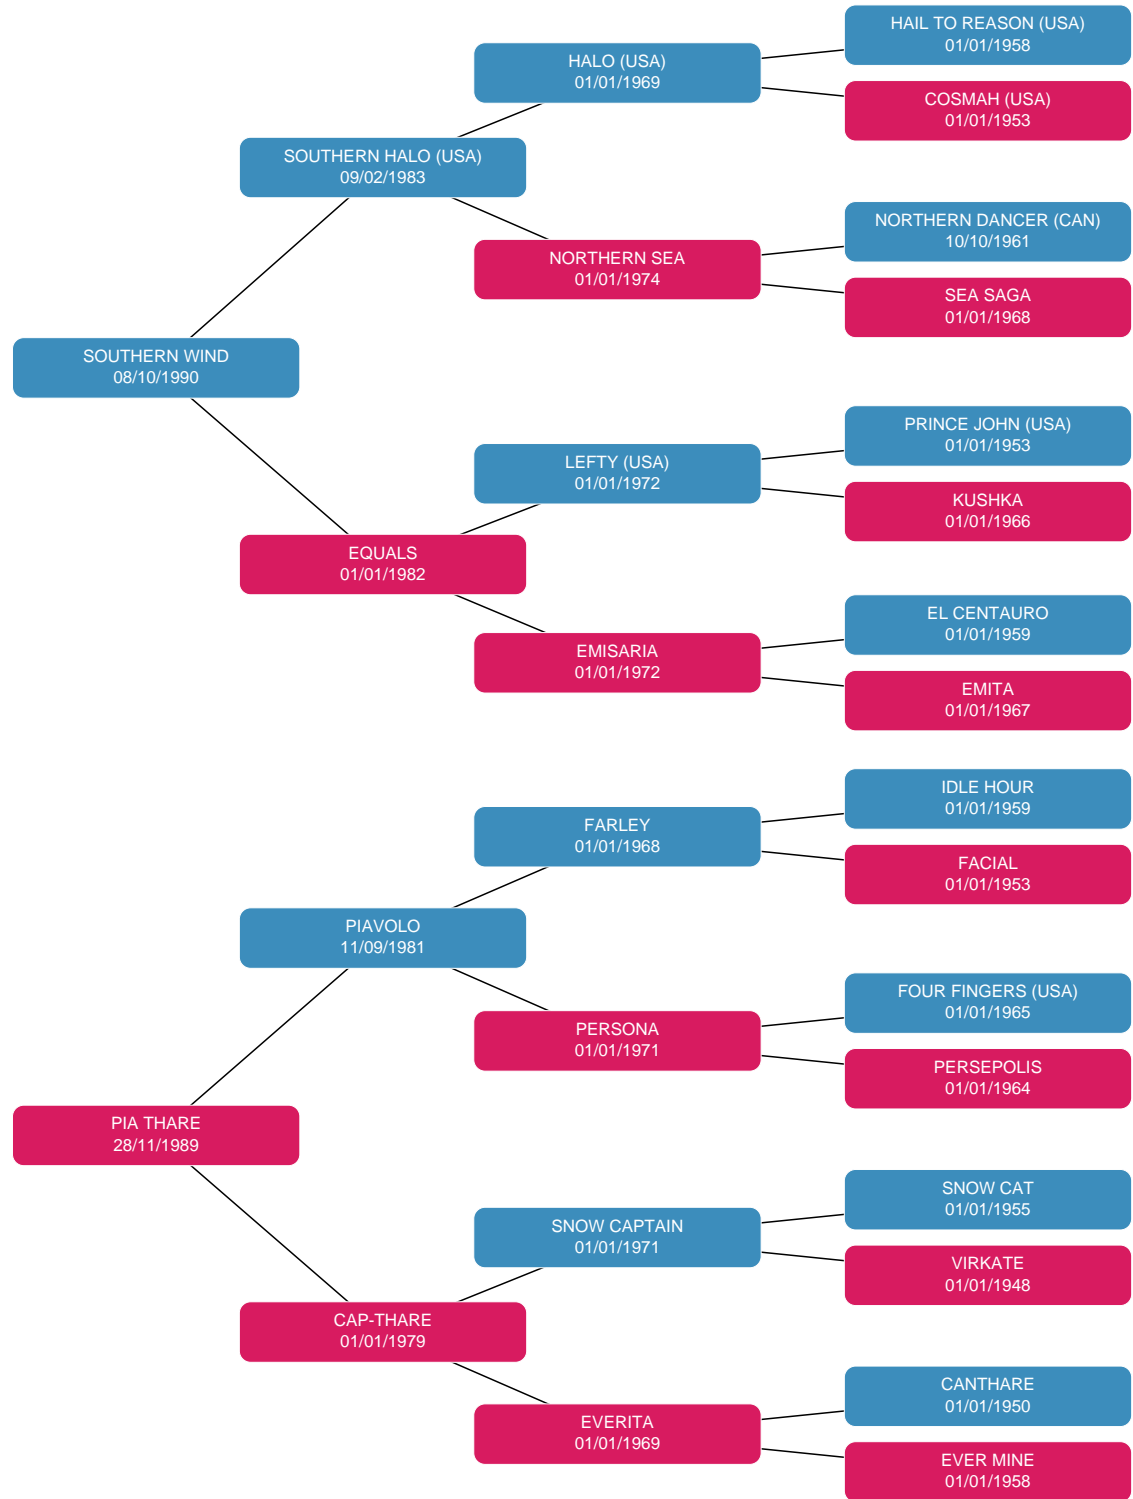 HAIL TO REASON (USA)
01/01/1958
HALO (USA)
01/01/1969
COSMAH (USA)
01/01/1953
SOUTHERN HALO (USA)
09/02/1983
NORTHERN DANCER (CAN)
10/10/1961
NORTHERN SEA
01/01/1974
SEA SAGA
01/01/1968
SOUTHERN WIND
08/10/1990
PRINCE JOHN (USA)
01/01/1953
LEFTY (USA)
01/01/1972
KUSHKA
01/01/1966
EQUALS
01/01/1982
EL CENTAURO
01/01/1959
EMISARIA
01/01/1972
EMITA
01/01/1967
IDLE HOUR
01/01/1959
FARLEY
01/01/1968
FACIAL
01/01/1953
PIAVOLO
11/09/1981
FOUR FINGERS (USA)
01/01/1965
PERSONA
01/01/1971
PERSEPOLIS
01/01/1964
PIA THARE
28/11/1989
SNOW CAT
01/01/1955
SNOW CAPTAIN
01/01/1971
VIRKATE
01/01/1948
CAP-THARE
01/01/1979
CANTHARE
01/01/1950
EVERITA
01/01/1969
EVER MINE
01/01/1958